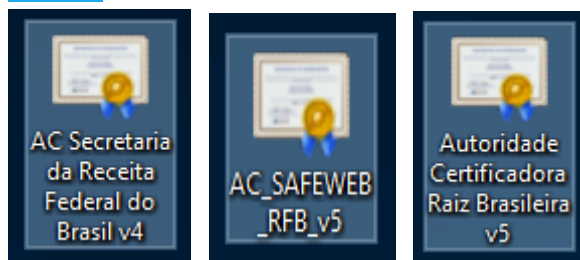 AC Secretaria
da Receita
Federal do
Brasil v4
AC_SAFEWEB
_RFB_v5
Autoridade
Certificadora
Raiz Brasileira
v5